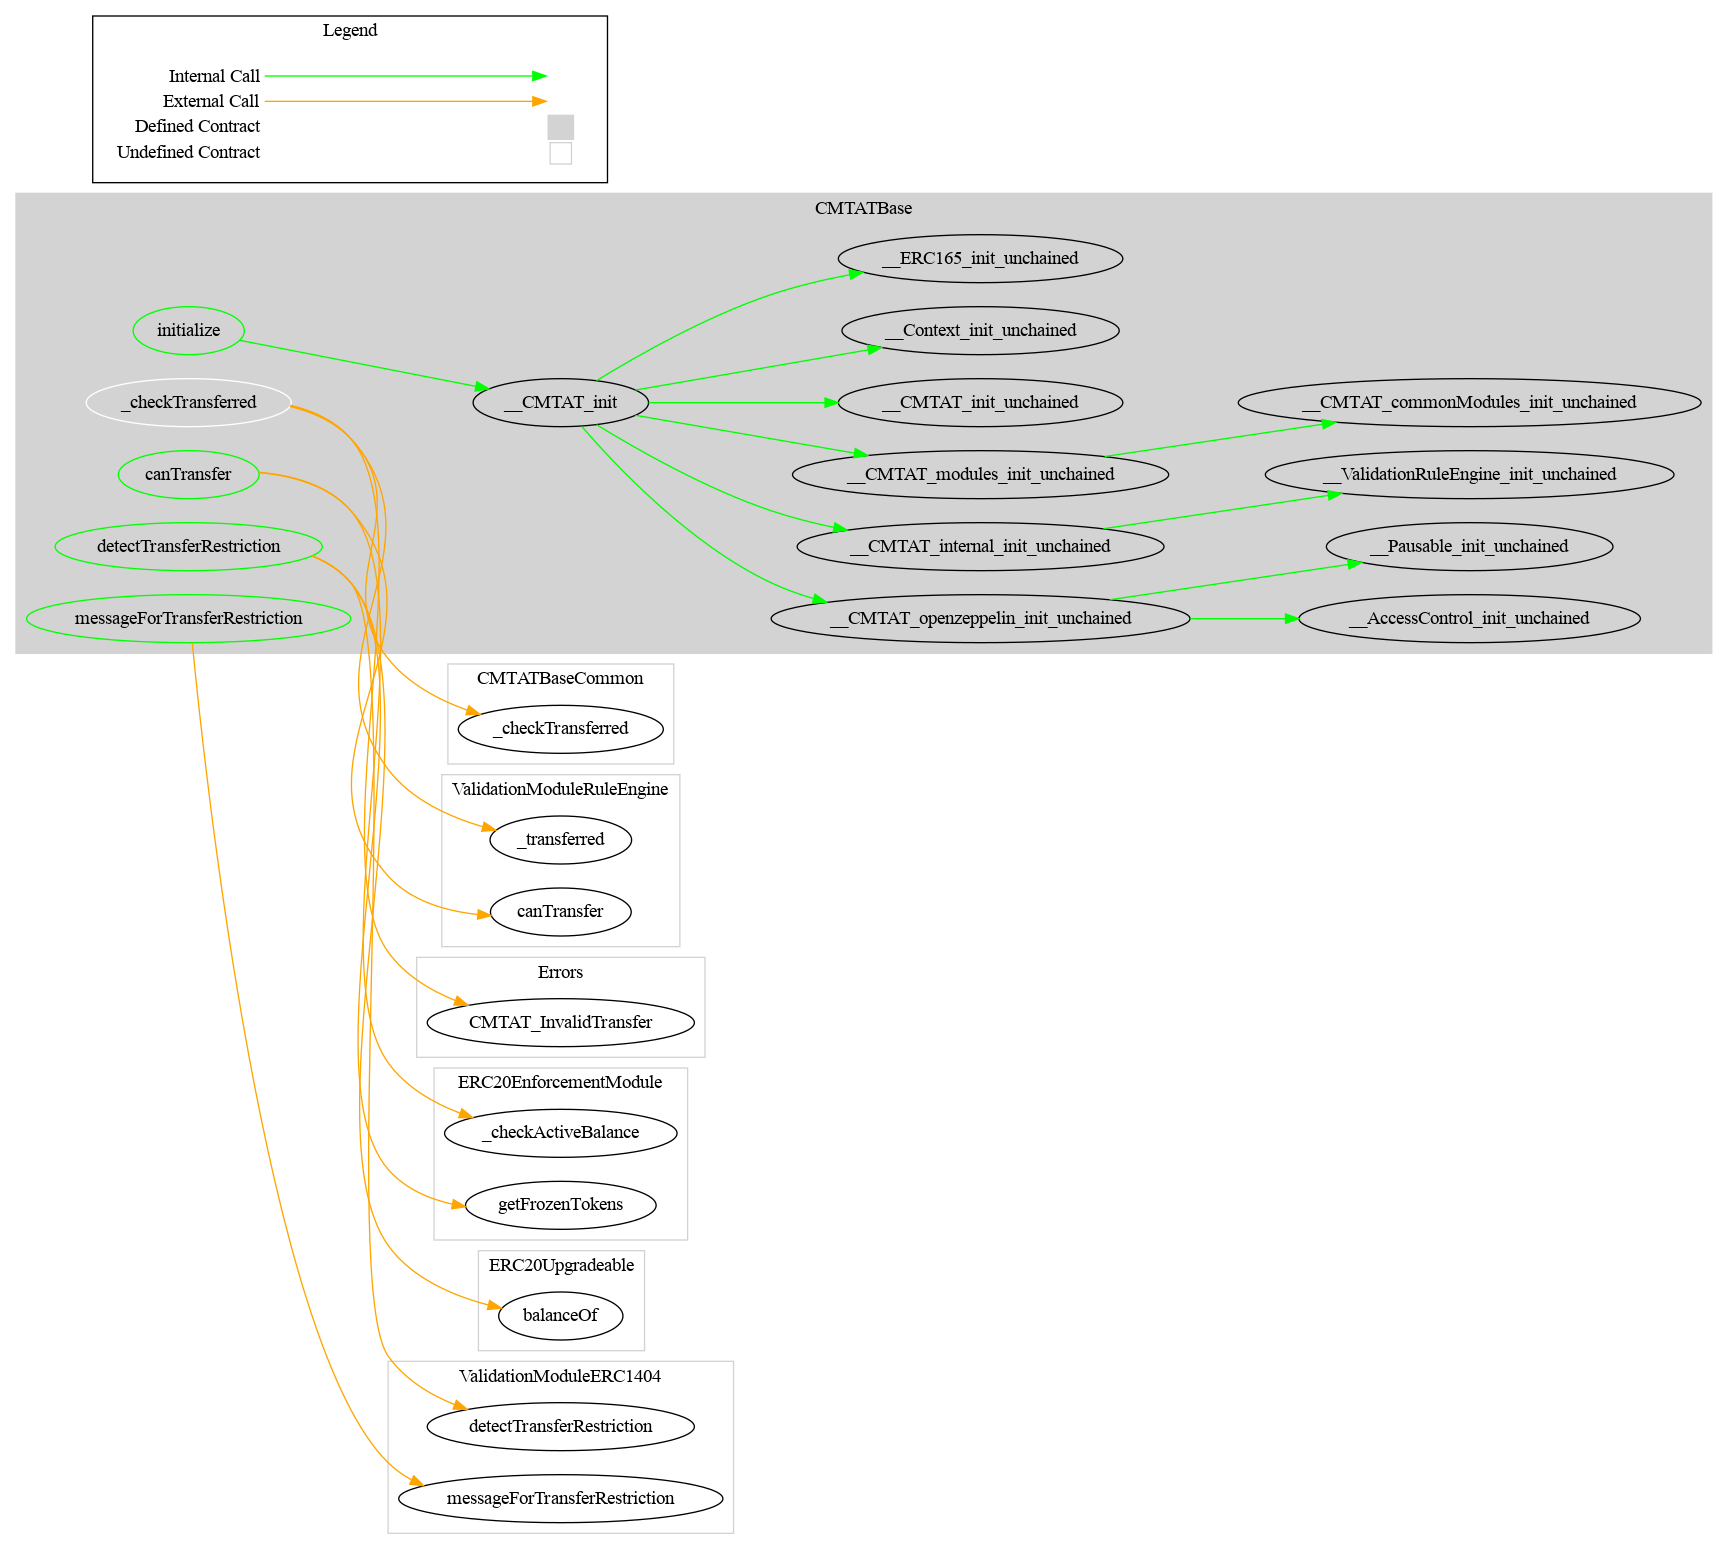 Legend
Internal Call
External Call
Defined Contract
Undefined Contract
CMTATBase
__ERC165_init_unchained
initialize
__Context_init_unchained
_checkTransferred
__CMTAT_init
__CMTAT_init_unchained
__CMTAT_commonModules_init_unchained
canTransfer
__CMTAT_modules_init_unchained
__ValidationRuleEngine_init_unchained
detectTransferRestriction
__CMTAT_internal_init_unchained
__Pausable_init_unchained
messageForTransferRestriction
__CMTAT_openzeppelin_init_unchained
__AccessControl_init_unchained
CMTATBaseCommon
_checkTransferred
ValidationModuleRuleEngine
_transferred
canTransfer
Errors
CMTAT_InvalidTransfer
ERC20EnforcementModule
_checkActiveBalance
getFrozenTokens
ERC20Upgradeable
balanceOf
ValidationModuleERC1404
detectTransferRestriction
messageForTransferRestriction